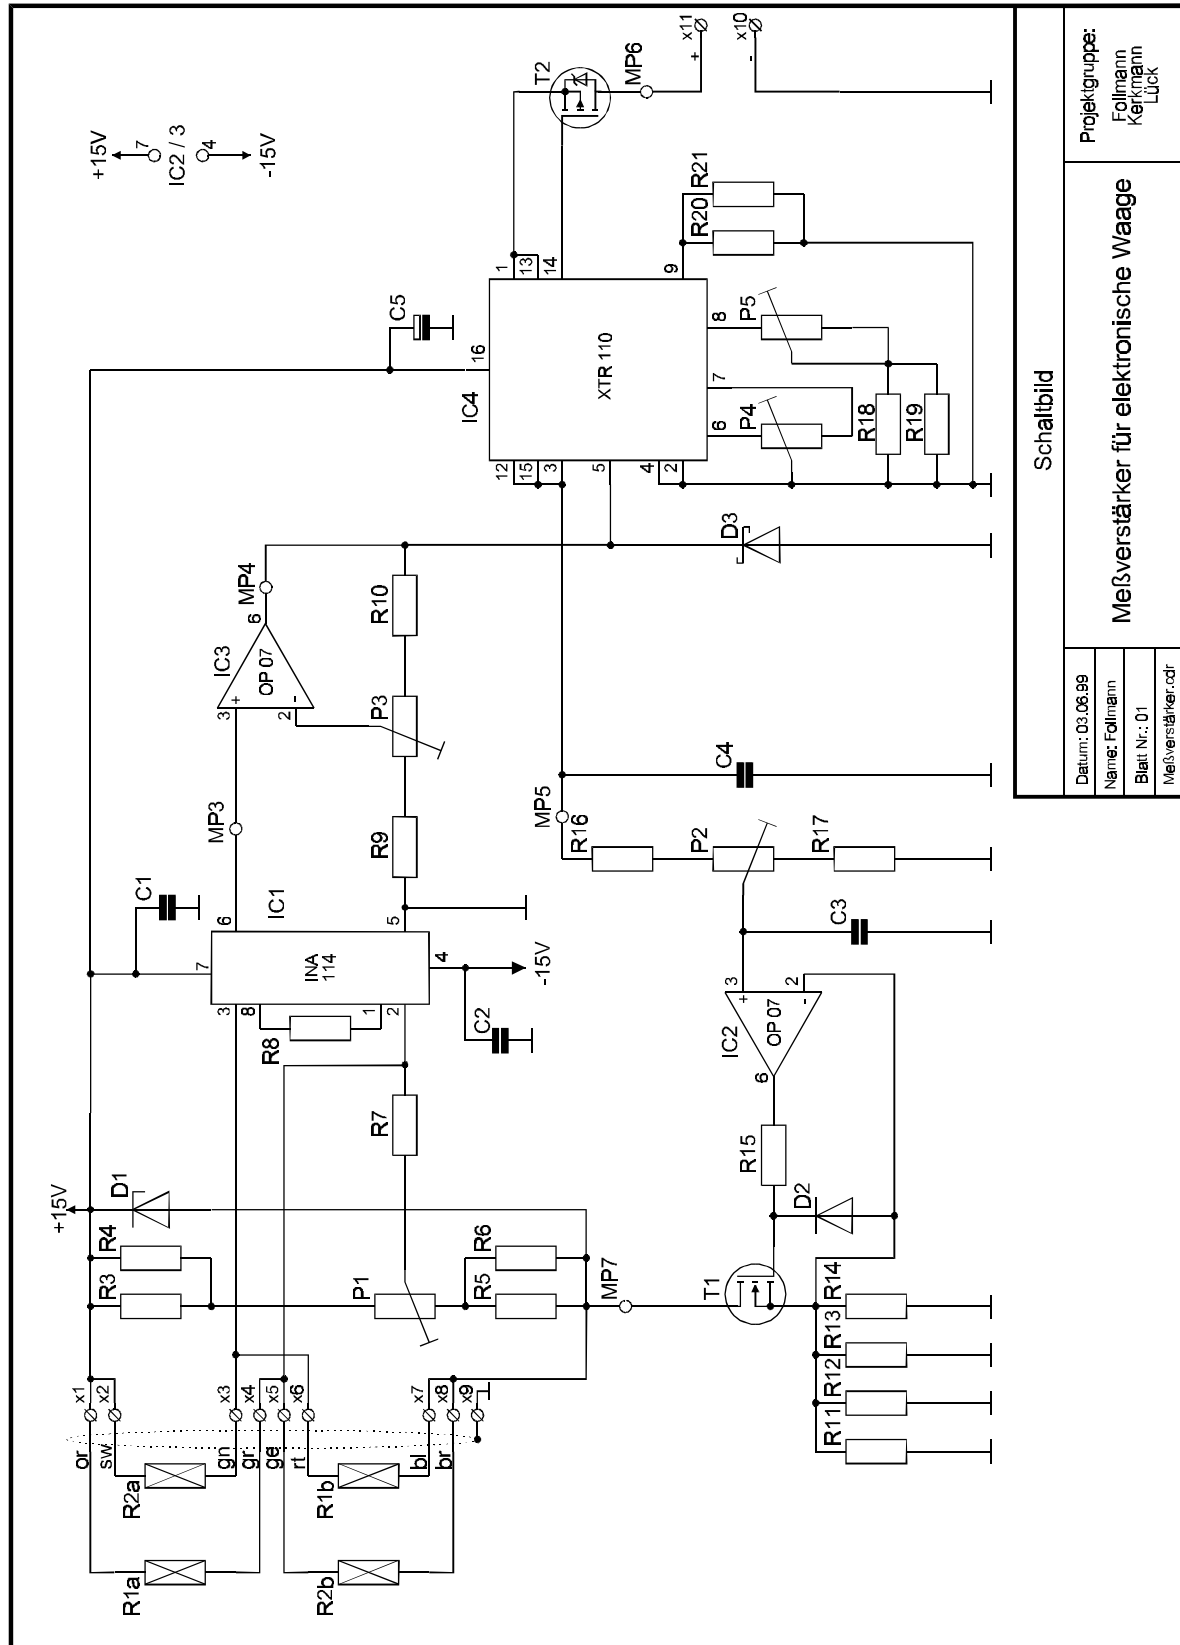 +15V
7
IC2 / 3
4
-15V
T2
MP6
x11
+
x10
-
C5
1
13
14
9
R20
R21
16
IC4
XTR 110
8
P5
7
6
P4
R18
R19
12
15
3
5
4
2
D3
MP4
6
IC3
OP 07
3
+
2
-
P3
R10
R9
MP3
C1
6
IC1
5
7
INA
114
4
-15V
3
8
1
2
R8
C2
R7
MP5
R16
C4
P2
R17
C3
3
+
2
-
IC2
OP 07
6
R15
D2
+15V
D1
R3
R4
P1
R5
R6
MP7
T1
R11
R12
R13
R14
x1
x2
x3
x4
x5
x6
x7
x8
x9
or
sw
gn
gr
ge
rt
bl
br
R2a
R1a
R1b
R2b
Schaltbild
Datum: 03.06.99
Name: Follmann
Blatt Nr.: 01
Meßverstärker.cdr
Meßverstärker für elektronische Waage
Projektgruppe:
Follmann
Kerkmann
Lück